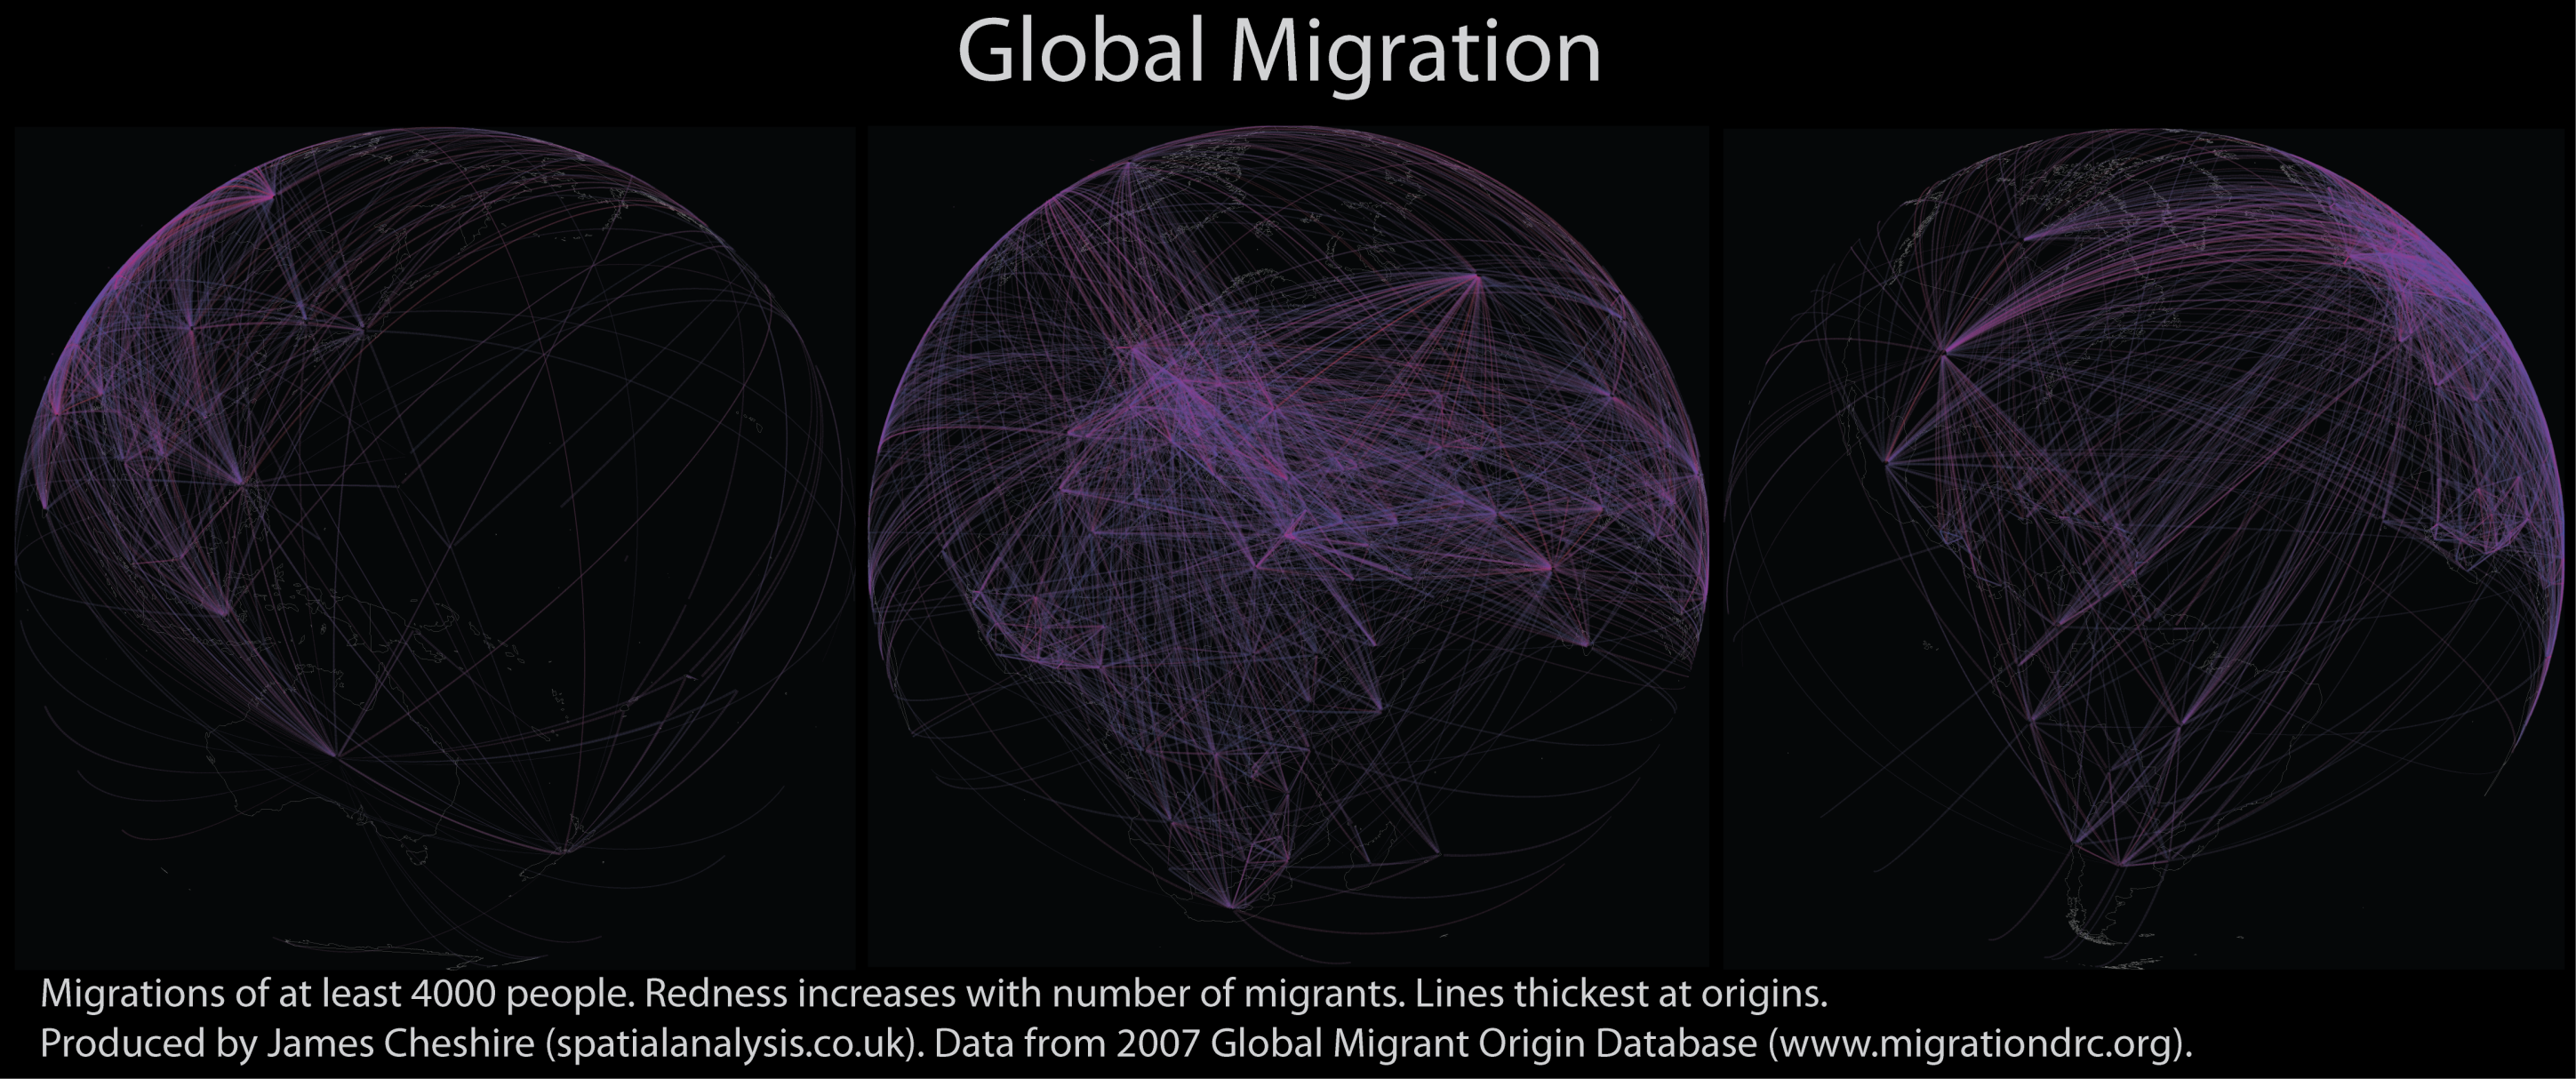 Global Migration
Migrations of at least 4000 people. Redness increases with number of migrants. Lines thickest at origins.
Produced by James Cheshire (spatialanalysis.co.uk). Data from 2007 Global Migrant Origin Database (www.migrationdrc.org).